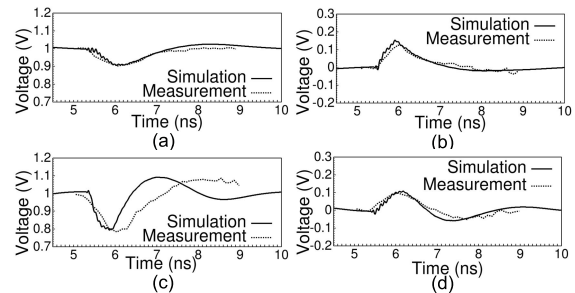 1.2
1.1
1
0.9
0.8
0.7
Voltage (V)
Simulation
Measurement
5 6 7 8 9 10
Time (ns)
(a)
0.3
0.2
0.1
0
-0.1
-0.2
Voltage (V)
Simulation
Measurement
5 6 7 8 9 10
Time (ns)
(b)
1.2
1.1
1
0.9
0.8
0.7
Voltage (V)
Simulation
Measurement
5 6 7 8 9 10
Time (ns)
(c)
0.3
0.2
0.1
0
-0.1
-0.2
Voltage (V)
Simulation
Measurement
5 6 7 8 9 10
Time (ns)
(d)